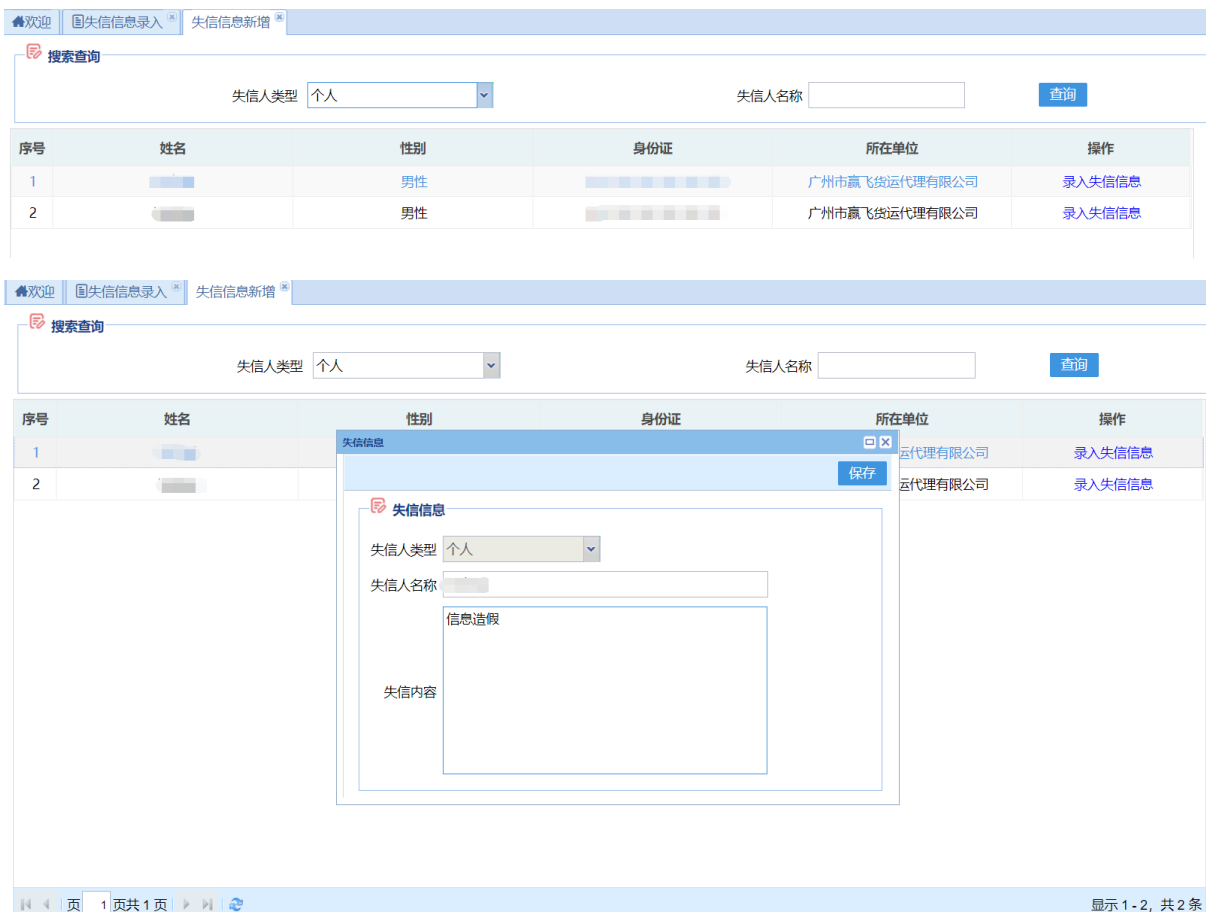 欢迎 失信信息录入 失信信息新增
搜索查询
失信人类型 个人 失信人名称 查询
序号 姓名 性别 身份证 所在单位 操作
1 男性 广州市赢飞货运代理有限公司 录入失信信息
2 男性 广州市赢飞货运代理有限公司 录入失信信息
欢迎 失信信息录入 失信信息新增
搜索查询
失信人类型 个人 失信人名称 查询
序号 姓名 性别 身份证 所在单位 操作
1 代理有限公司 录入失信信息
2 代理有限公司 录入失信信息
失信信息
保存
失信信息
失信人类型 个人
失信人名称
失信内容 信息造假
页 1 页共 1 页 显示 1 - 2, 共 2 条